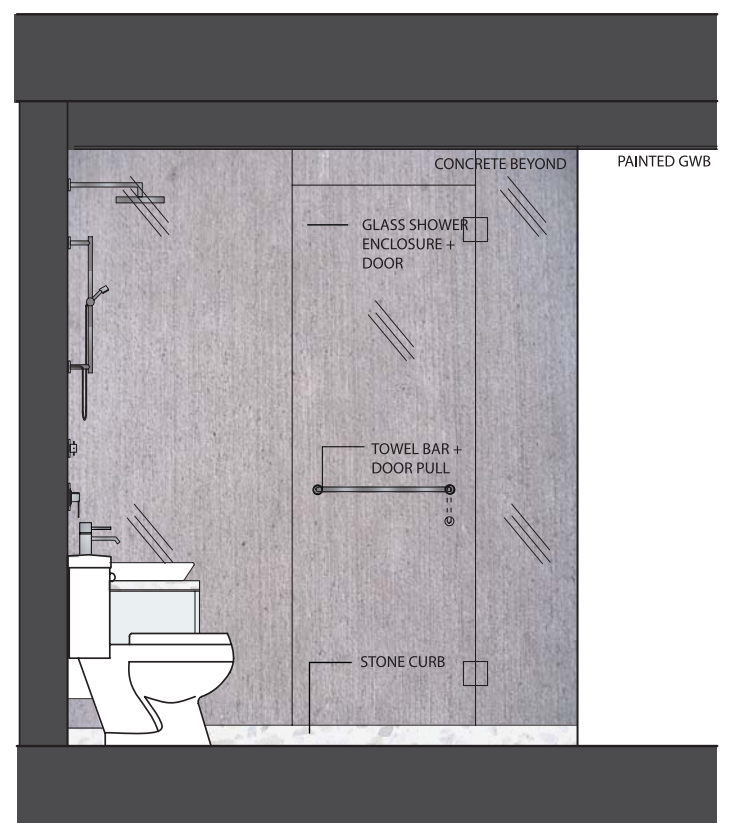 CONCRETE BEYOND
PAINTED GWB
GLASS SHOWER
ENCLOSURE +
DOOR
TOWEL BAR +
DOOR PULL
STONE CURB